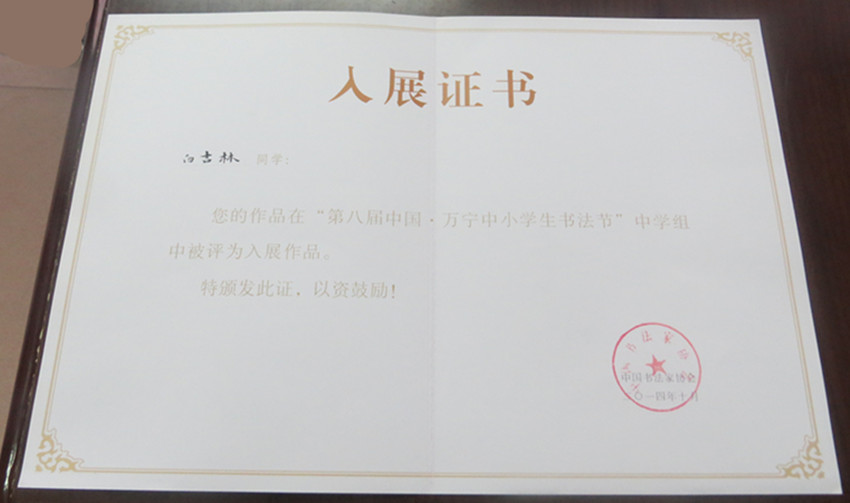 入展证书
白吉林 同学：
您的作品在“第八届中国·万宁中小学生书法节”中学组
中被评为入展作品。
特颁发此证，以资鼓励！
中国书法家协会
二〇一四年十月